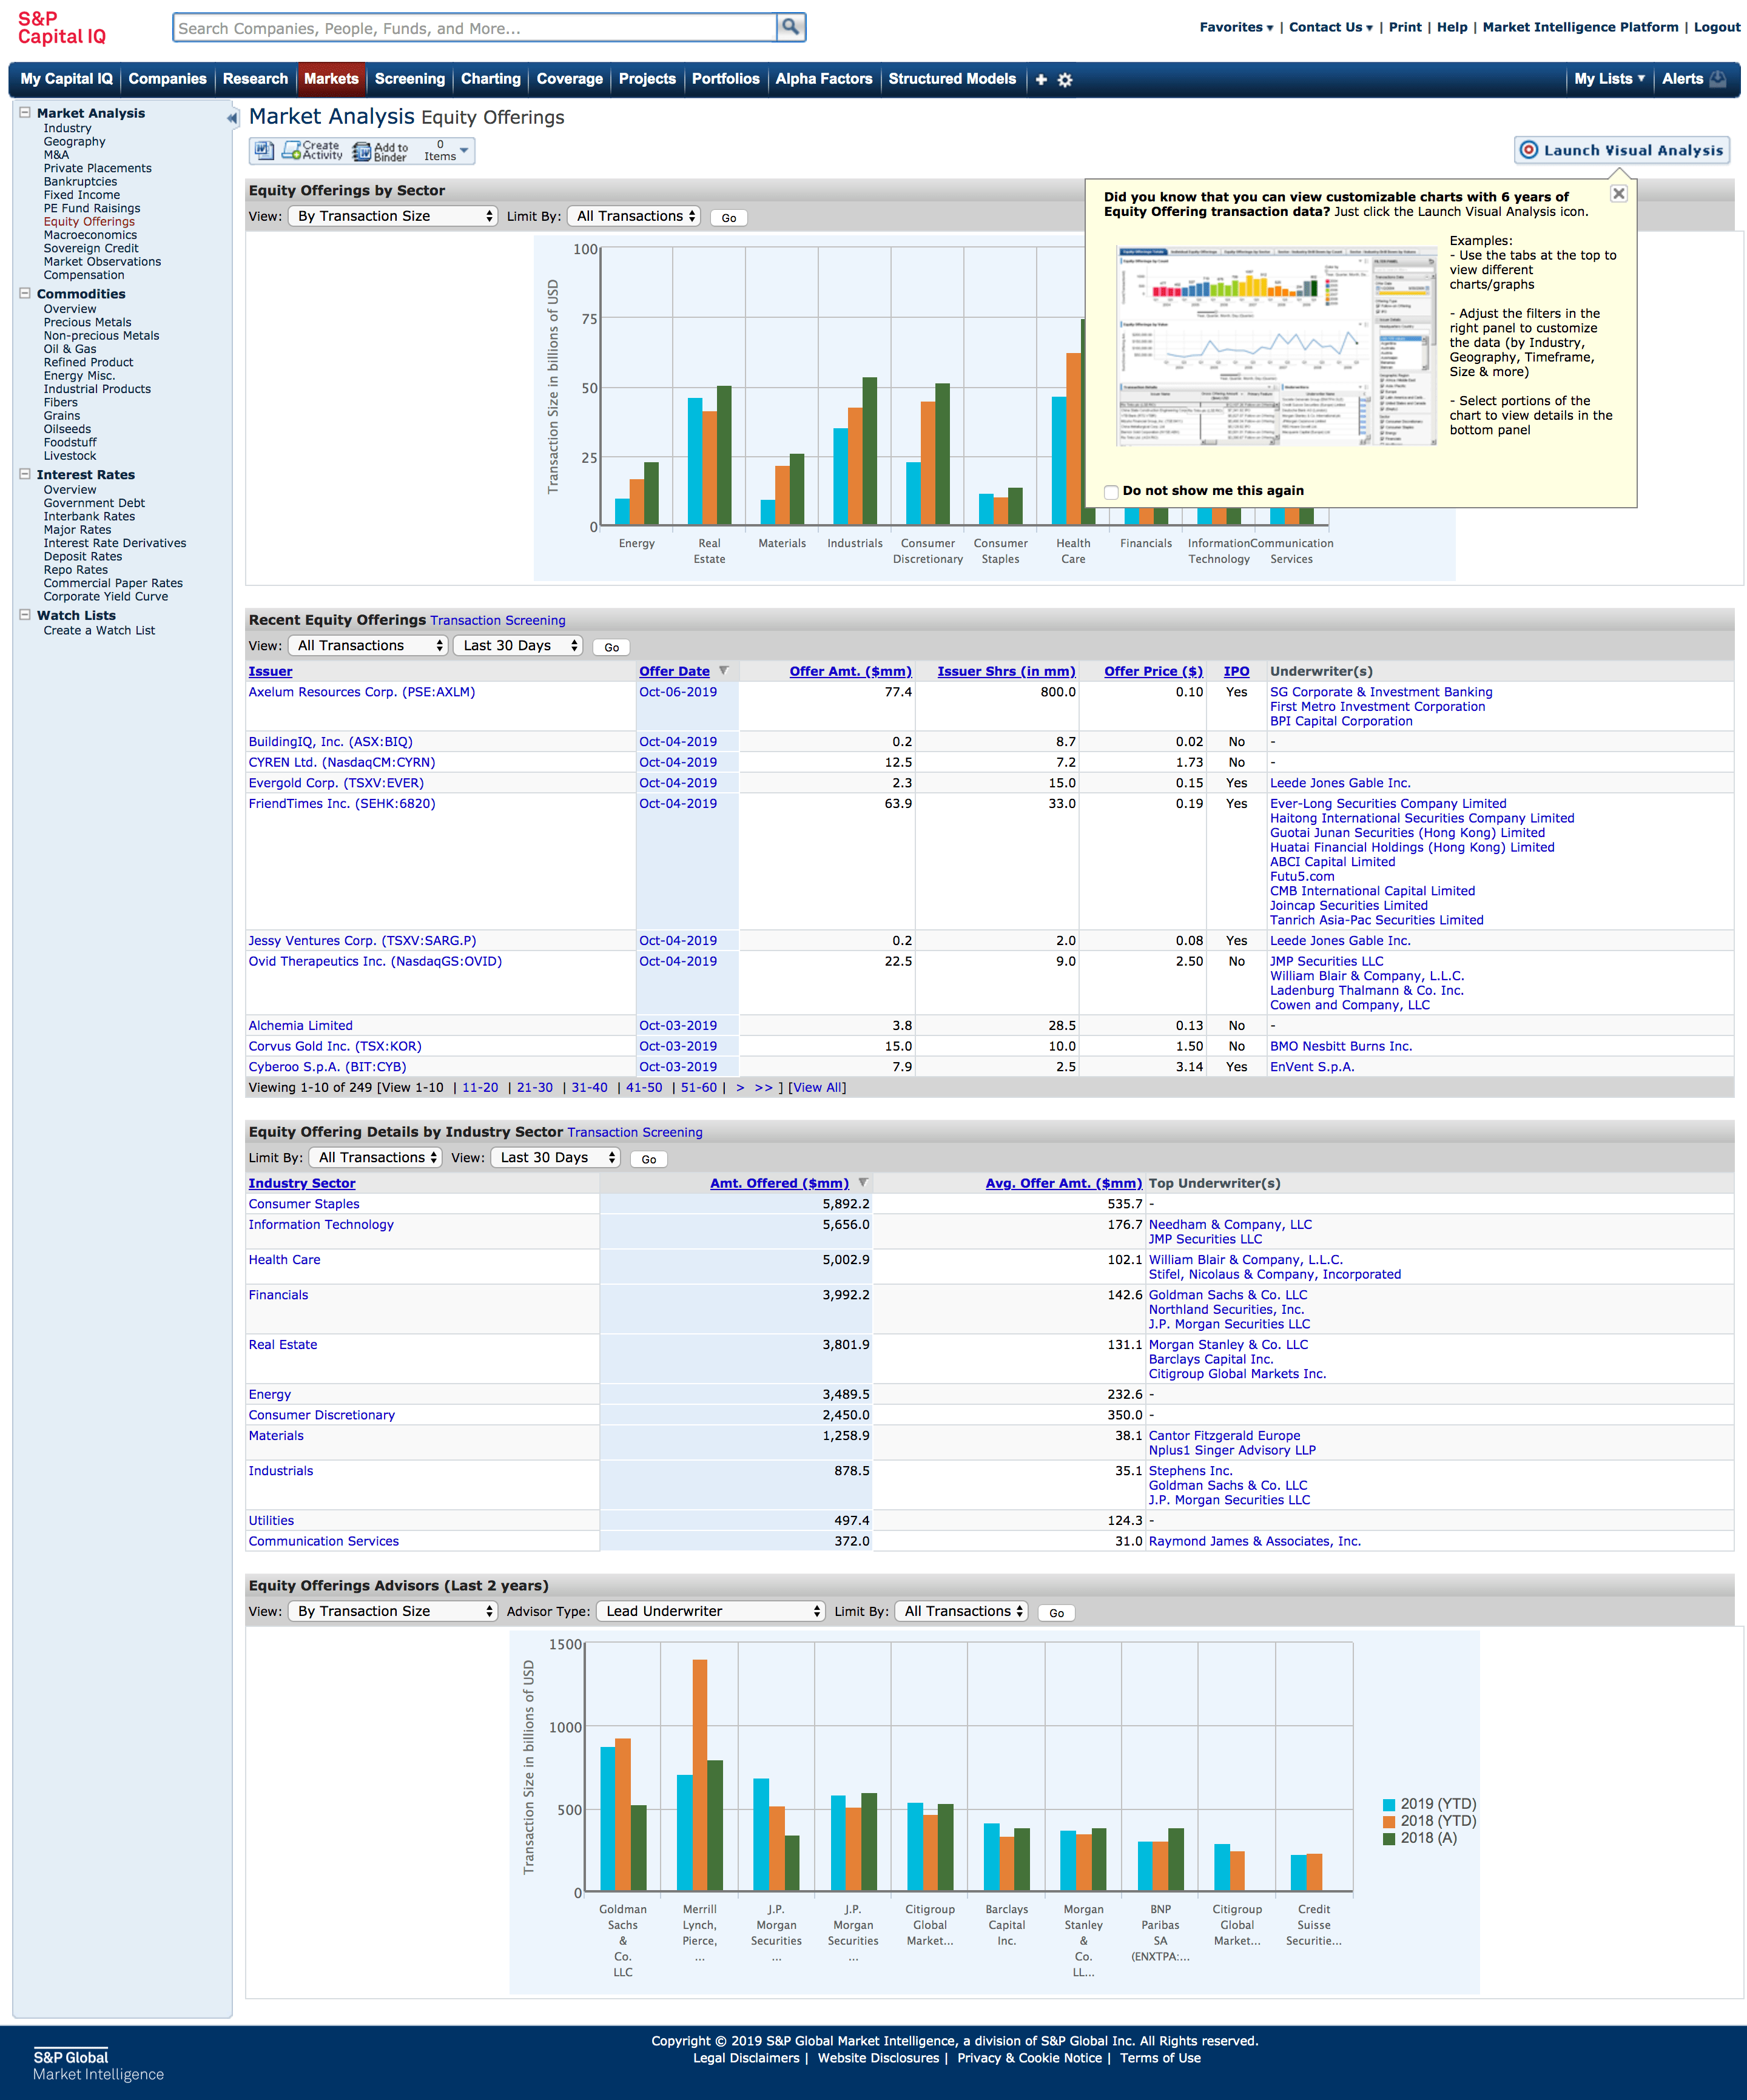 S&P
Capital IQ
Search Companies, People, Funds, and More...
Favorites | Contact Us | Print | Help | Market Intelligence Platform | Logout
My Capital IQ Companies Research Markets Screening Charting Coverage Projects Portfolios Alpha Factors Structured Models My Lists Alerts
Market Analysis
Industry
Geography
M&A
Private Placements
Bankruptcies
Fixed Income
PE Fund Raisings
Equity Offerings
Macroeconomics
Sovereign Credit
Market Observations
Compensation
Commodities
Overview
Precious Metals
Non-precious Metals
Oil & Gas
Refined Product
Energy Misc.
Industrial Products
Fibers
Grains
Oilseeds
Foodstuff
Livestock
Interest Rates
Overview
Government Debt
Interbank Rates
Major Rates
Interest Rate Derivatives
Deposit Rates
Repo Rates
Commercial Paper Rates
Corporate Yield Curve
Watch Lists
Create a Watch List
Market Analysis Equity Offerings
Create Activity Add to Binder 0 Items
Launch Visual Analysis
Equity Offerings by Sector
View: By Transaction Size Limit By: All Transactions Go
Did you know that you can view customizable charts with 6 years of
Equity Offering transaction data? Just click the Launch Visual Analysis icon.
Examples:
- Use the tabs at the top to
view different
charts/graphs
- Adjust the filters in the
right panel to customize
the data (by Industry,
Geography, Timeframe,
Size & more)
- Select portions of the
chart to view details in the
bottom panel
Do not show me this again
Transaction Size in billions of USD
100
75
50
25
0
Energy
Real Estate
Materials
Industrials
Consumer Discretionary
Consumer Staples
Health Care
Financials
Information Technology
Communication Services
Recent Equity Offerings Transaction Screening
View: All Transactions Last 30 Days Go
Issuer Offer Date Offer Amt. ($mm) Issuer Shrs (in mm) Offer Price ($) IPO Underwriter(s)
Axelum Resources Corp. (PSE:AXLM) Oct-06-2019 77.4 800.0 0.10 Yes SG Corporate & Investment Banking
First Metro Investment Corporation
BPI Capital Corporation
BuildingIQ, Inc. (ASX:BIQ) Oct-04-2019 0.2 8.7 0.02 No -
CYREN Ltd. (NasdaqCM:CYRN) Oct-04-2019 12.5 7.2 1.73 No -
Evergold Corp. (TSXV:EVER) Oct-04-2019 2.3 15.0 0.15 Yes Leede Jones Gable Inc.
FriendTimes Inc. (SEHK:6820) Oct-04-2019 63.9 33.0 0.19 Yes Ever-Long Securities Company Limited
Haitong International Securities Company Limited
Guotai Junan Securities (Hong Kong) Limited
Huatai Financial Holdings (Hong Kong) Limited
ABCI Capital Limited
Futu5.com
CMB International Capital Limited
Joincap Securities Limited
Tanrich Asia-Pac Securities Limited
Jessy Ventures Corp. (TSXV:SARG.P) Oct-04-2019 0.2 2.0 0.08 Yes Leede Jones Gable Inc.
Ovid Therapeutics Inc. (NasdaqGS:OVID) Oct-04-2019 22.5 9.0 2.50 No JMP Securities LLC
William Blair & Company, L.L.C.
Ladenburg Thalmann & Co. Inc.
Cowen and Company, LLC
Alchemia Limited Oct-03-2019 3.8 28.5 0.13 No -
Corvus Gold Inc. (TSX:KOR) Oct-03-2019 15.0 10.0 1.50 No BMO Nesbitt Burns Inc.
Cyberoo S.p.A. (BIT:CYB) Oct-03-2019 7.9 2.5 3.14 Yes EnVent S.p.A.
Viewing 1-10 of 249 [View 1-10 | 11-20 | 21-30 | 31-40 | 41-50 | 51-60 | > >> ] [View All]
Equity Offering Details by Industry Sector Transaction Screening
Limit By: All Transactions View: Last 30 Days Go
Industry Sector Amt. Offered ($mm) Avg. Offer Amt. ($mm) Top Underwriter(s)
Consumer Staples 5,892.2 535.7 -
Information Technology 5,656.0 176.7 Needham & Company, LLC
JMP Securities LLC
Health Care 5,002.9 102.1 William Blair & Company, L.L.C.
Stifel, Nicolaus & Company, Incorporated
Financials 3,992.2 142.6 Goldman Sachs & Co. LLC
Northland Securities, Inc.
J.P. Morgan Securities LLC
Real Estate 3,801.9 131.1 Morgan Stanley & Co. LLC
Barclays Capital Inc.
Citigroup Global Markets Inc.
Energy 3,489.5 232.6 -
Consumer Discretionary 2,450.0 350.0 -
Materials 1,258.9 38.1 Cantor Fitzgerald Europe
Nplus1 Singer Advisory LLP
Industrials 878.5 35.1 Stephens Inc.
Goldman Sachs & Co. LLC
J.P. Morgan Securities LLC
Utilities 497.4 124.3 -
Communication Services 372.0 31.0 Raymond James & Associates, Inc.
Equity Offerings Advisors (Last 2 years)
View: By Transaction Size Advisor Type: Lead Underwriter Limit By: All Transactions Go
Transaction Size in billions of USD
1500
1000
500
0
2019 (YTD)
2018 (YTD)
2018 (A)
Goldman Sachs & Co. LLC
Merrill Lynch, Pierce, ...
J.P. Morgan Securities ...
J.P. Morgan Securities ...
Citigroup Global Market...
Barclays Capital Inc.
Morgan Stanley & Co. LL...
BNP Paribas SA (ENXTPA:...
Citigroup Global Market...
Credit Suisse Securitie...
S&P Global
Market Intelligence
Copyright © 2019 S&P Global Market Intelligence, a division of S&P Global Inc. All Rights reserved.
Legal Disclaimers | Website Disclosures | Privacy & Cookie Notice | Terms of Use